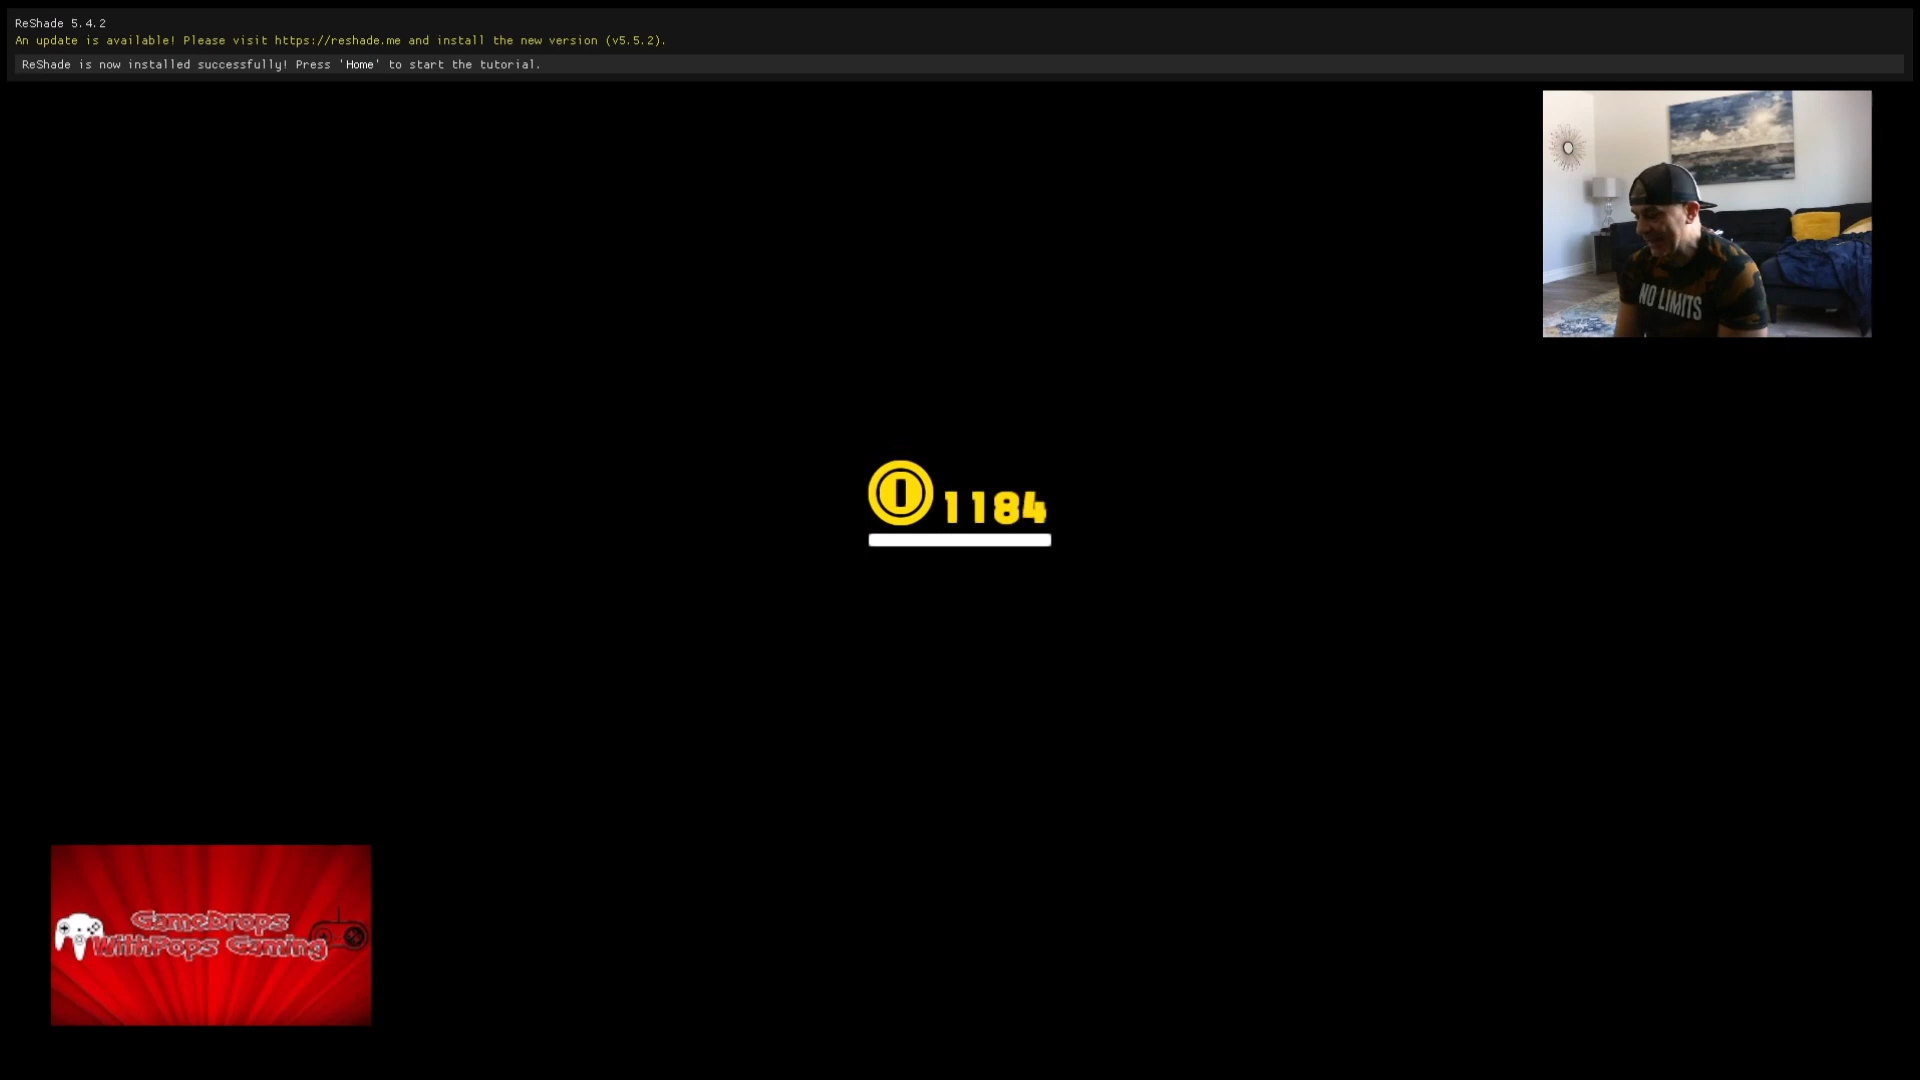 ReShade 5.4.2
An update is available! Please visit https://reshade.me and install the new version (v5.5.2).
ReShade is now installed successfully! Press 'Home' to start the tutorial.
NO LIMITS
1184
GameDrops
WithPops Gaming